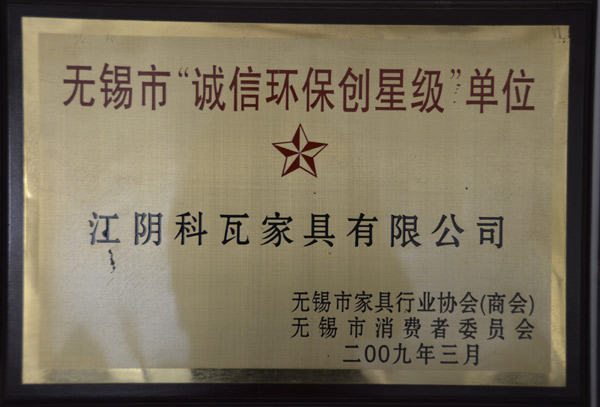 无锡市“诚信环保创星级”单位
江阴科瓦家具有限公司
无锡市家具行业协会(商会)
无锡市消费者委员会
二00九年三月